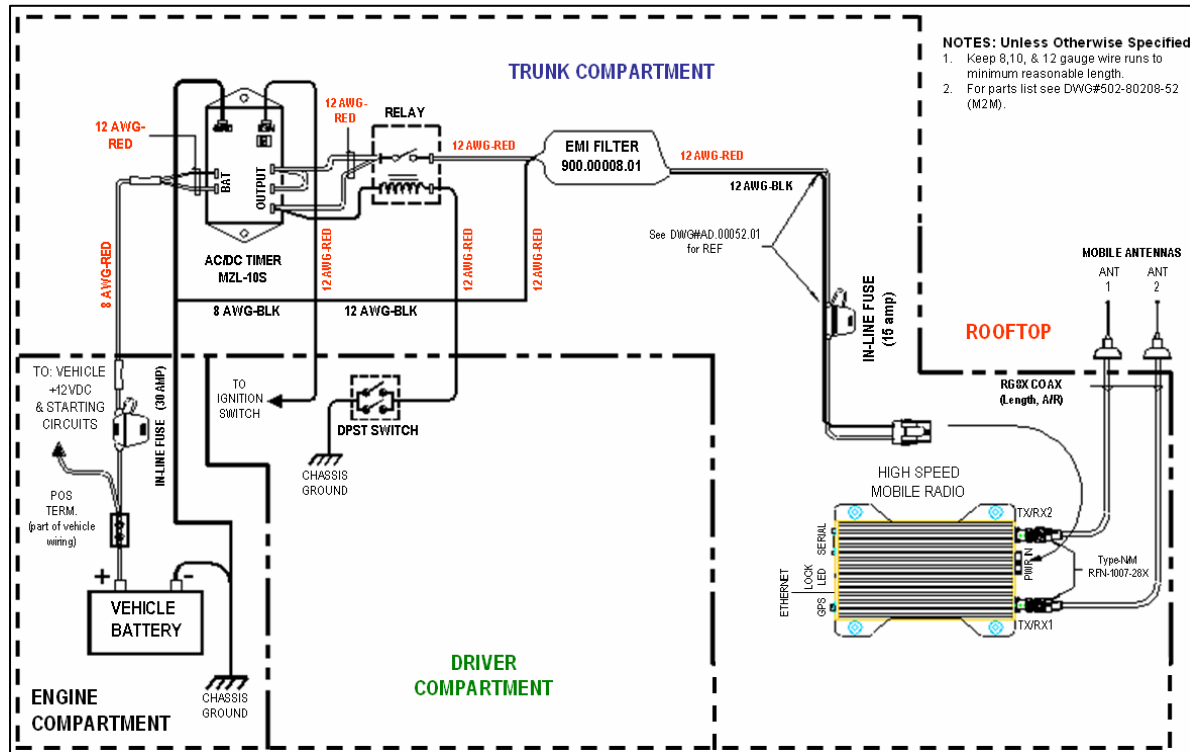 NOTES: Unless Otherwise Specified
1. Keep 8,10, & 12 gauge wire runs to
minimum reasonable length.
2. For parts list see DWG#502-80208-52
(M2M).
TRUNK COMPARTMENT
12 AWG-
RED
12 AWG-
RED
RELAY
GND
IGN
BAT
OUTPUT
AC/DC TIMER
MZL-10S
12 AWG-RED
EMI FILTER
900.00008.01
12 AWG-RED
12 AWG-BLK
See DWG#AD.00052.01
for REF
8 AWG-RED
12 AWG-RED
12 AWG-RED
12 AWG-RED
8 AWG-BLK
12 AWG-BLK
IN-LINE FUSE
(15 amp)
MOBILE ANTENNAS
ANT
1
ANT
2
ROOFTOP
RG8X COAX
(Length, A/R)
TO: VEHICLE
+12VDC
& STARTING
CIRCUITS
IN-LINE FUSE (30 AMP)
TO
IGNITION
SWITCH
DPST SWITCH
CHASSIS
GROUND
POS
TERM.
(part of vehicle
wiring)
+
-
VEHICLE
BATTERY
CHASSIS
GROUND
ENGINE
COMPARTMENT
DRIVER
COMPARTMENT
HIGH SPEED
MOBILE RADIO
TX/RX2
PWR IN
TX/RX1
SERIAL
LOCK
LED
ETHERNET
GPS
Type-N/M
RFN-1007-28X